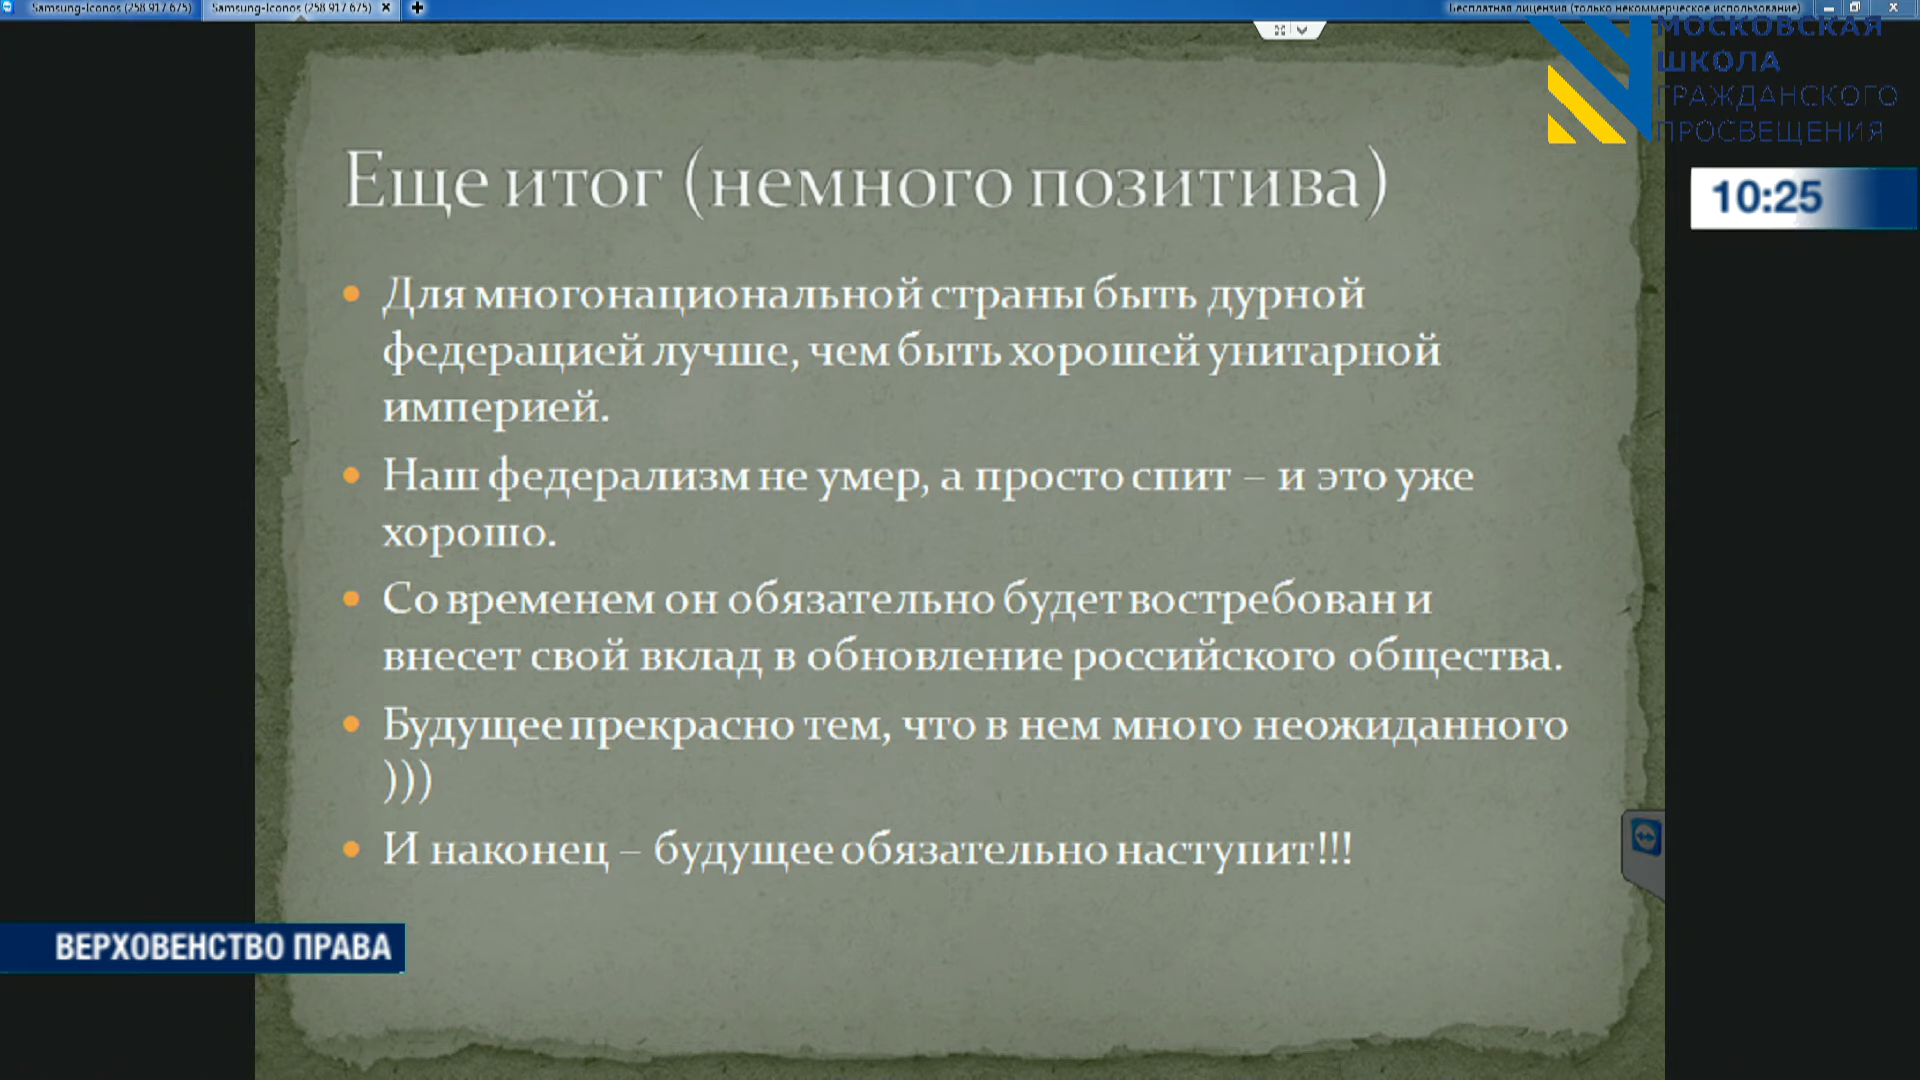 Samsung-Iconos (258 917 675)
Samsung-Iconos (258 917 675)
Бесплатная лицензия (только некоммерческое использование)
МОСКОВСКАЯ
ШКОЛА
ГРАЖДАНСКОГО
ПРОСВЕЩЕНИЯ
10:25
Еще итог (немного позитива)
Для многонациональной страны быть дурной
федерацией лучше, чем быть хорошей унитарной
империей.
Наш федерализм не умер, а просто спит – и это уже
хорошо.
Со временем он обязательно будет востребован и
внесет свой вклад в обновление российского общества.
Будущее прекрасно тем, что в нем много неожиданного
)))
И наконец – будущее обязательно наступит!!!
ВЕРХОВЕНСТВО ПРАВА